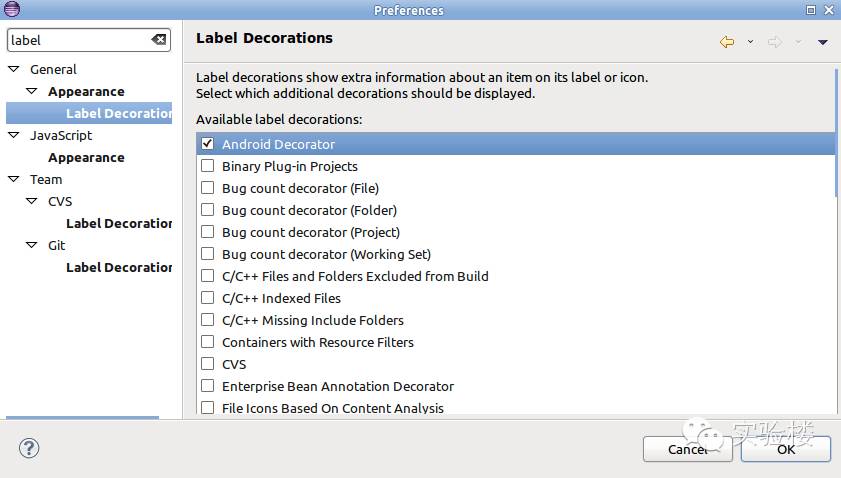 Preferences
label
Label Decorations
General
Appearance
Label Decoration
JavaScript
Appearance
Team
CVS
Label Decoration
Git
Label Decoration
Label decorations show extra information about an item on its label or icon.
Select which additional decorations should be displayed.
Available label decorations:
Android Decorator
Binary Plug-in Projects
Bug count decorator (File)
Bug count decorator (Folder)
Bug count decorator (Project)
Bug count decorator (Working Set)
C/C++ Files and Folders Excluded from Build
C/C++ Indexed Files
C/C++ Missing Include Folders
Containers with Resource Filters
CVS
Enterprise Bean Annotation Decorator
File Icons Based On Content Analysis
Cancel
OK
实验楼